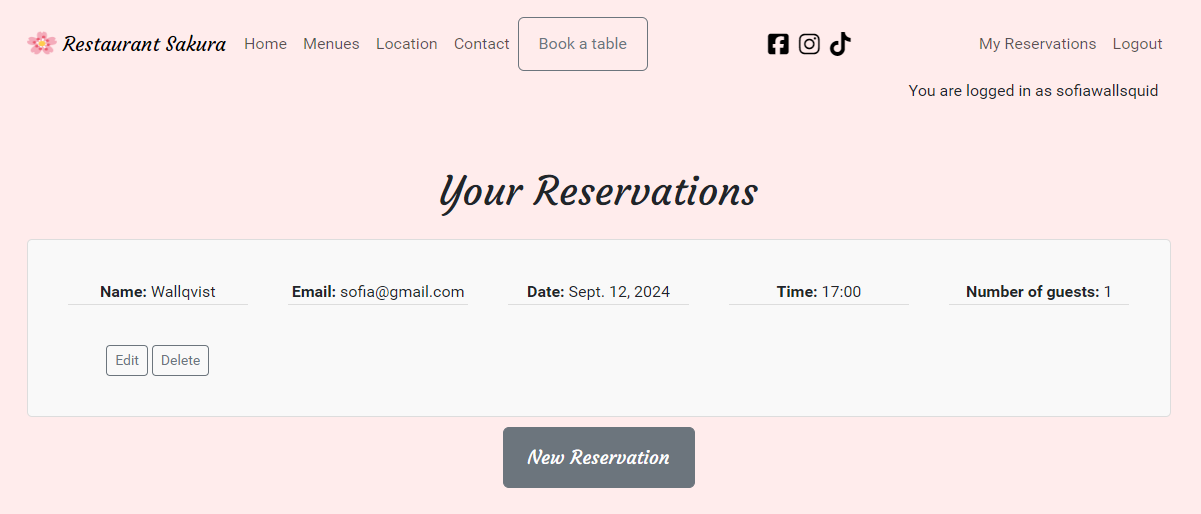 Restaurant Sakura Home Menues Location Contact Book a table My Reservations Logout
You are logged in as sofiawallsquid
Your Reservations
Name: Wallqvist Email: sofia@gmail.com Date: Sept. 12, 2024 Time: 17:00 Number of guests: 1
Edit Delete
New Reservation